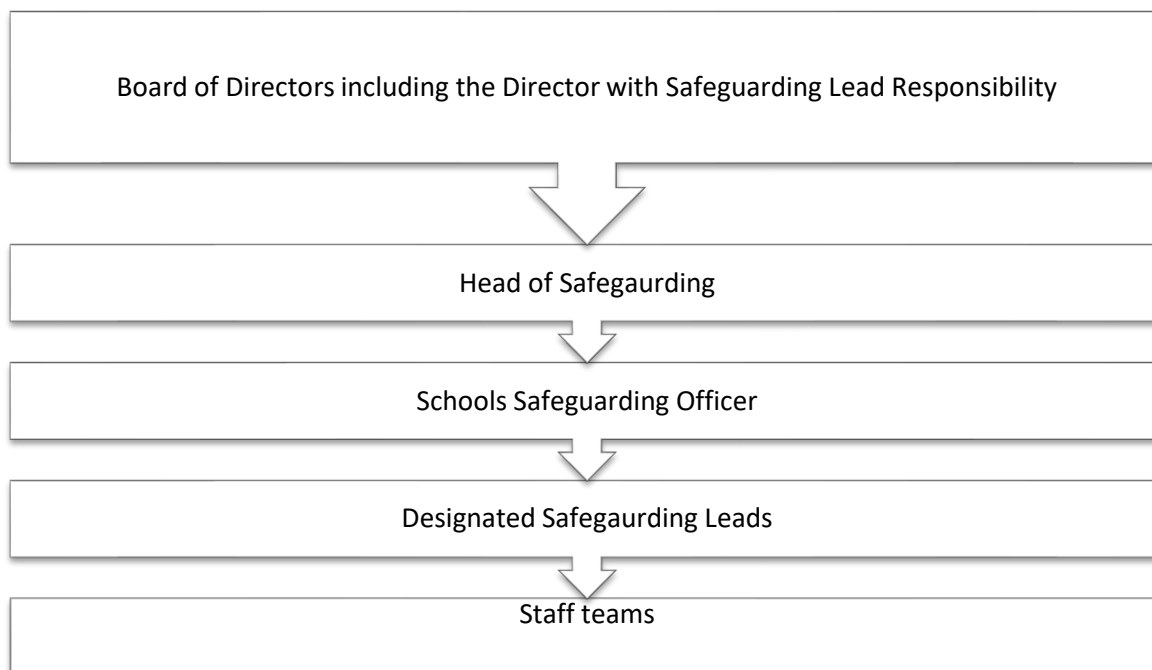 Board of Directors including the Director with Safeguarding Lead Responsibility
Head of Safegaurding
Schools Safeguarding Officer
Designated Safegaurding Leads
Staff teams